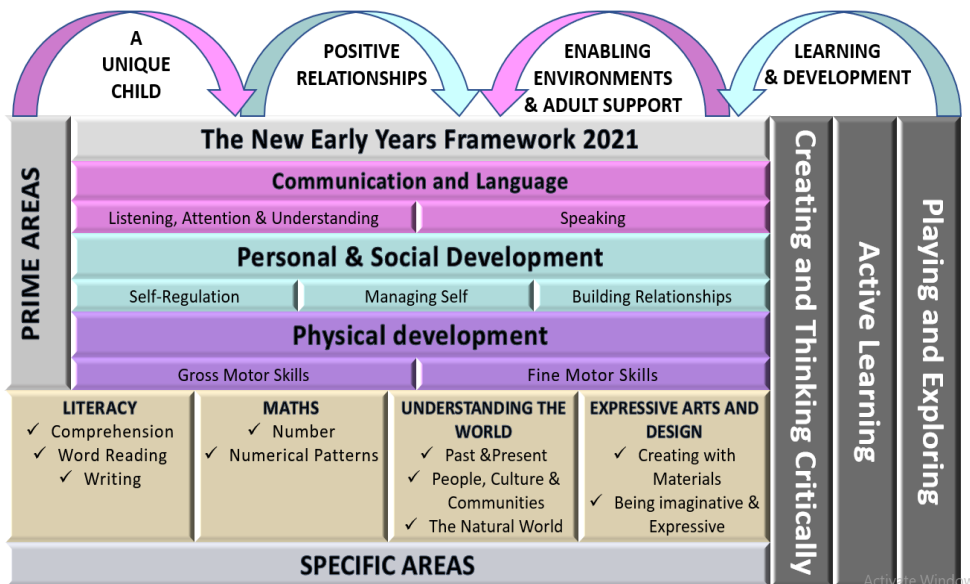 A
UNIQUE
CHILD
POSITIVE
RELATIONSHIPS
ENABLING
ENVIRONMENTS
& ADULT SUPPORT
LEARNING
& DEVELOPMENT
PRIME AREAS
The New Early Years Framework 2021
Communication and Language
Listening, Attention & Understanding
Speaking
Personal & Social Development
Self-Regulation
Managing Self
Building Relationships
Physical development
Gross Motor Skills
Fine Motor Skills
LITERACY
✓ Comprehension
✓ Word Reading
✓ Writing
MATHS
✓ Number
✓ Numerical Patterns
UNDERSTANDING THE
WORLD
✓ Past &Present
✓ People, Culture &
Communities
✓ The Natural World
EXPRESSIVE ARTS AND
DESIGN
✓ Creating with
Materials
✓ Being imaginative &
Expressive
SPECIFIC AREAS
Creating and Thinking Critically
Active Learning
Playing and Exploring
Activate